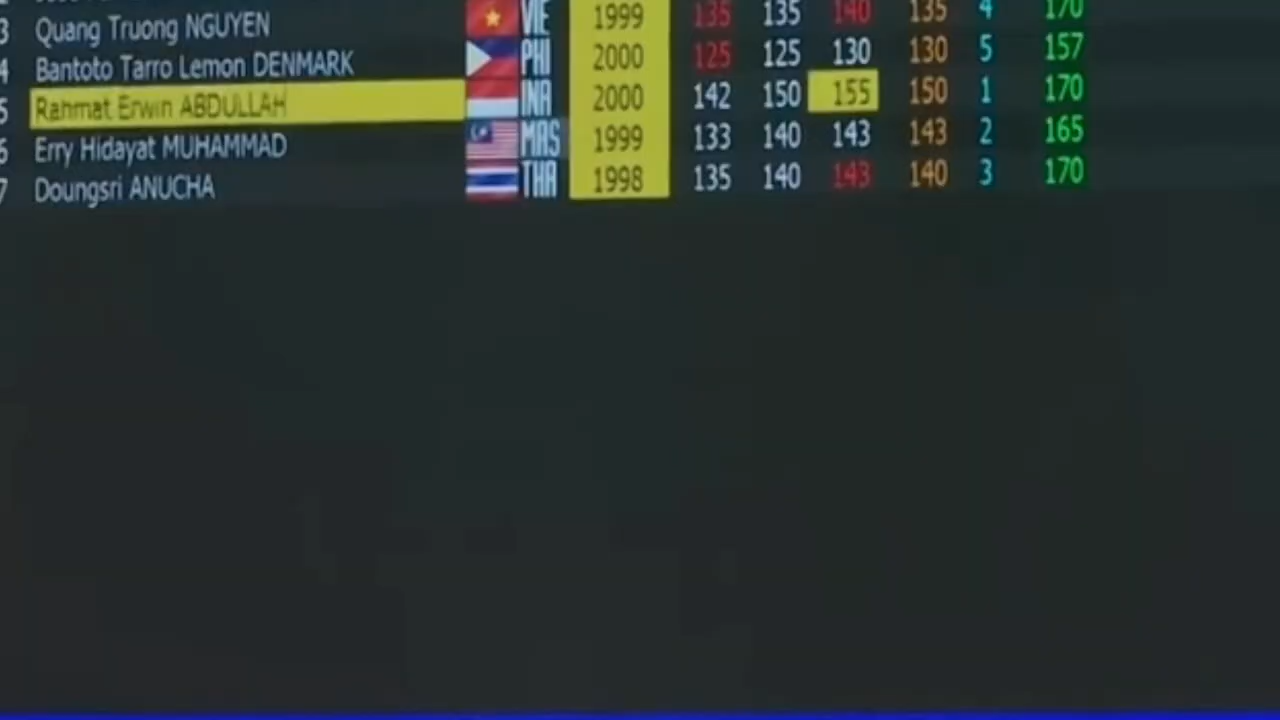 3 Quang Truong NGUYEN VIE 1999 135 135 140 135 4 170
4 Bantoto Tarro Lemon DENMARK PHI 2000 125 125 130 130 5 157
5 Rahmat Erwin ABDULLAH INA 2000 142 150 155 150 1 170
6 Erry Hidayat MUHAMMAD MAS 1999 133 140 143 143 2 165
7 Doungsri ANUCHA THA 1998 135 140 143 140 3 170